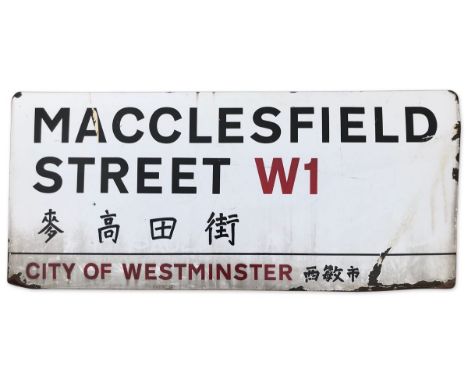 MACCLESFIELD
STREET W1
麥高田街
CITY OF WESTMINSTER 西敏市